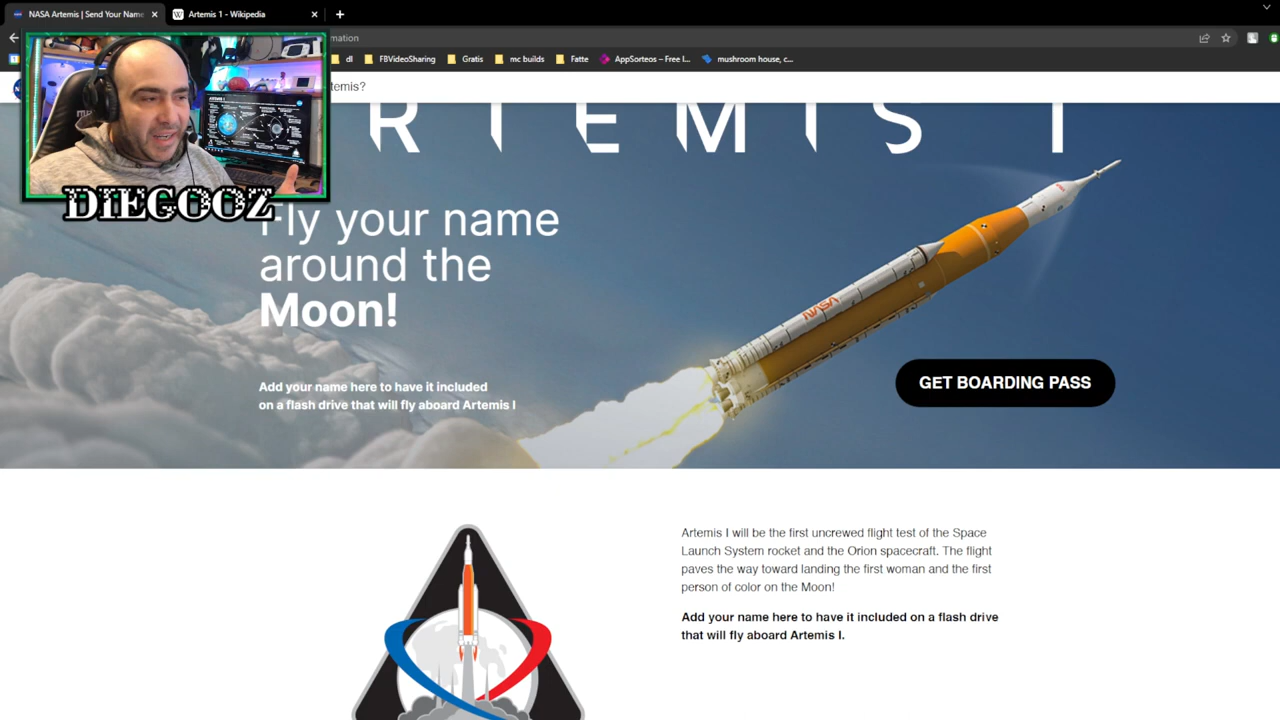 NASA Artemis | Send Your Name
Artemis 1 - Wikipedia
mation
dl
FBVideoSharing
Gratis
mc builds
Fatte
AppSorteos – Free I...
mushroom house, c...
temis?
RTEMIS I
DIEGOOZ
Fly your name
around the
Moon!
NASA
Add your name here to have it included
on a flash drive that will fly aboard Artemis I
GET BOARDING PASS
Artemis I will be the first uncrewed flight test of the Space
Launch System rocket and the Orion spacecraft. The flight
paves the way toward landing the first woman and the first
person of color on the Moon!
Add your name here to have it included on a flash drive
that will fly aboard Artemis I.